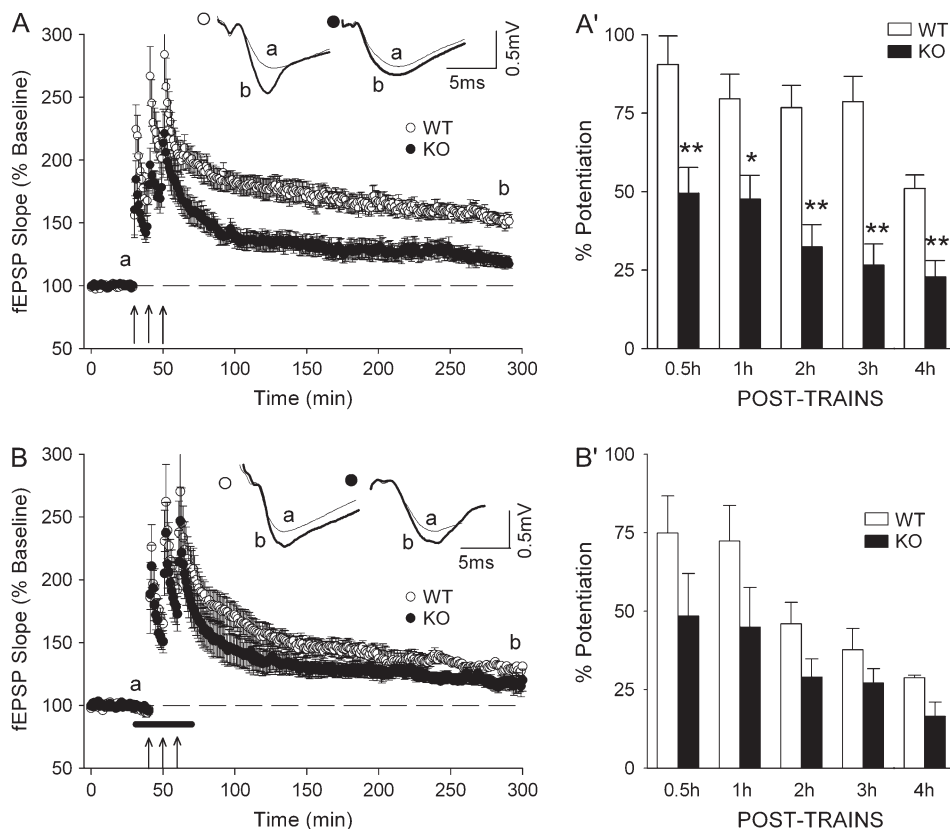 A
300
250
200
150
100
50
fEPSP Slope (% Baseline)
a
b
5ms
0.5mV
WT
KO
b
a
0 50 100 150 200 250 300
Time (min)
A'
100
75
50
25
0
% Potentiation
WT
KO
** * ** ** **
0.5h 1h 2h 3h 4h
POST-TRAINS
B
300
250
200
150
100
50
fEPSP Slope (% Baseline)
a
b
a
b
5ms
0.5mV
WT
KO
b
a
0 50 100 150 200 250 300
Time (min)
B'
100
75
50
25
0
% Potentiation
WT
KO
0.5h 1h 2h 3h 4h
POST-TRAINS